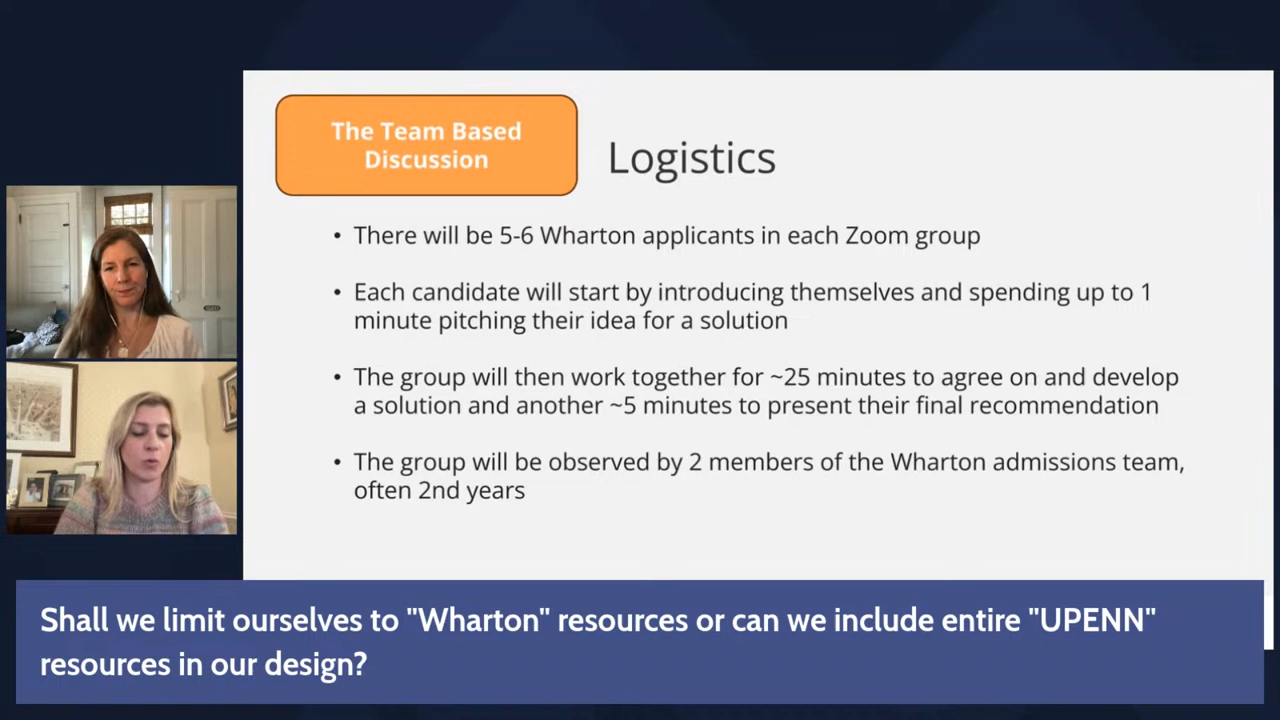 The Team Based
Discussion
Logistics
• There will be 5-6 Wharton applicants in each Zoom group
• Each candidate will start by introducing themselves and spending up to 1
minute pitching their idea for a solution
• The group will then work together for ~25 minutes to agree on and develop
a solution and another ~5 minutes to present their final recommendation
• The group will be observed by 2 members of the Wharton admissions team,
often 2nd years
Shall we limit ourselves to "Wharton" resources or can we include entire "UPENN"
resources in our design?